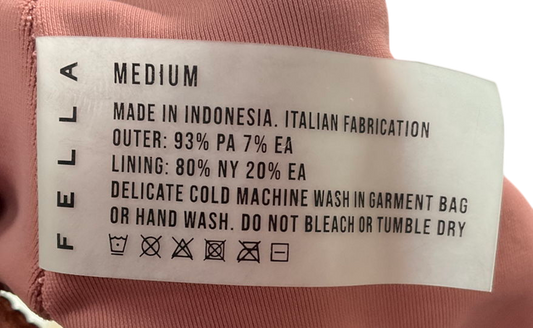 FELLA
MEDIUM
MADE IN INDONESIA. ITALIAN FABRICATION
OUTER: 93% PA 7% EA
LINING: 80% NY 20% EA
DELICATE COLD MACHINE WASH IN GARMENT BAG
OR HAND WASH. DO NOT BLEACH OR TUMBLE DRY